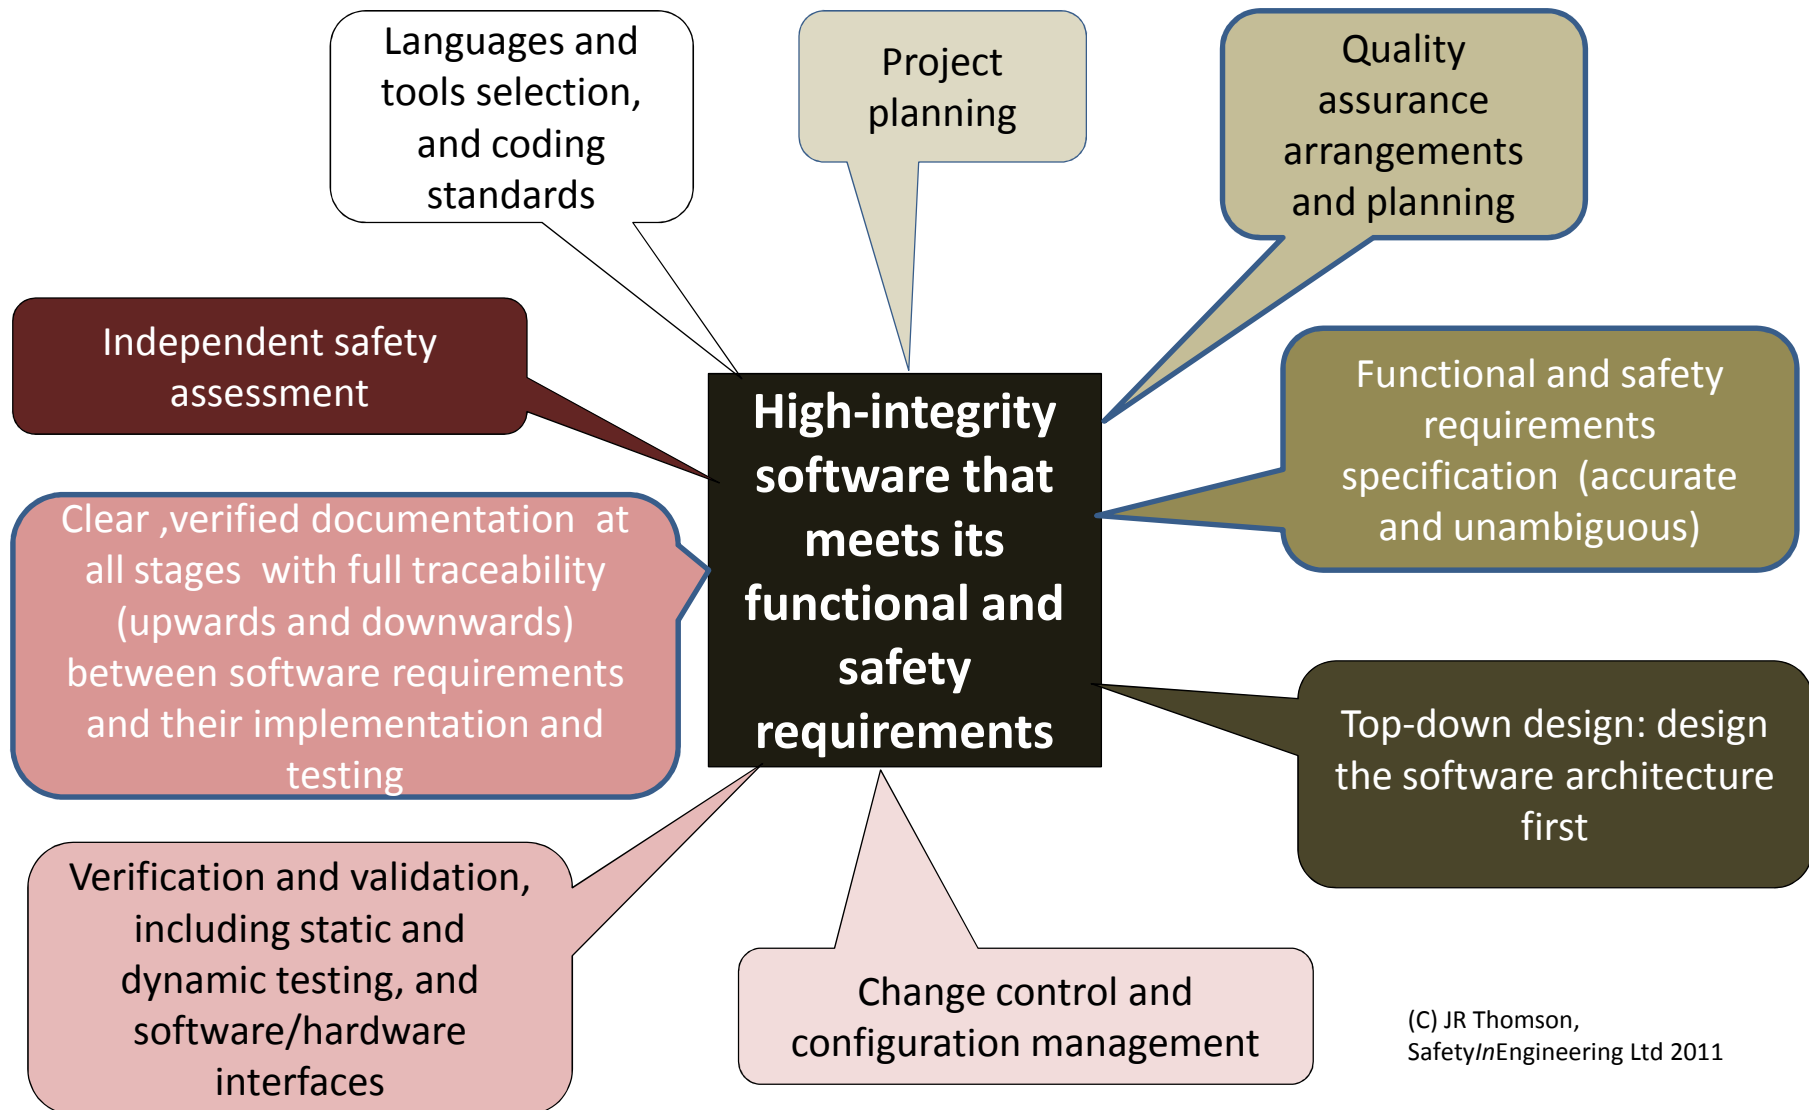 Languages and
tools selection,
and coding
standards
Project
planning
Quality
assurance
arrangements
and planning
Independent safety
assessment
High-integrity
software that
meets its
functional and
safety
requirements
Functional and safety
requirements
specification (accurate
and unambiguous)
Clear ,verified documentation at
all stages with full traceability
(upwards and downwards)
between software requirements
and their implementation and
testing
Top-down design: design
the software architecture
first
Verification and validation,
including static and
dynamic testing, and
software/hardware
interfaces
Change control and
configuration management
(C) JR Thomson,
SafetyInEngineering Ltd 2011